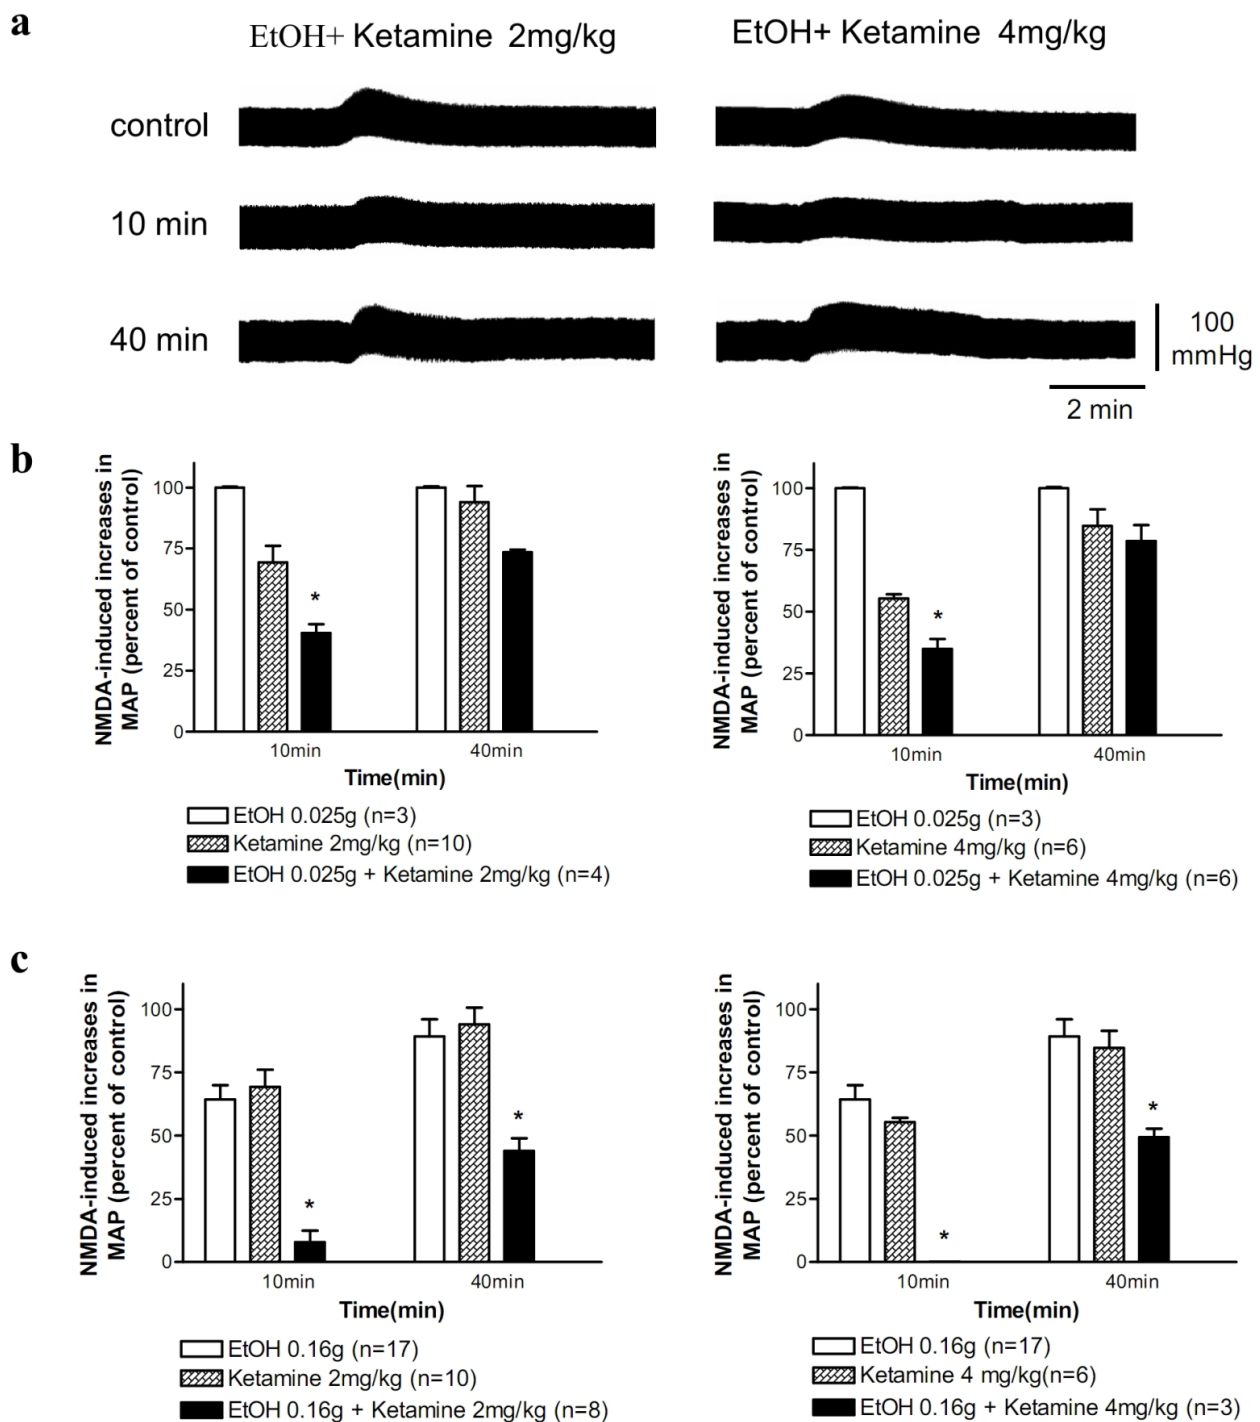 a
EtOH+ Ketamine 2mg/kg
EtOH+ Ketamine 4mg/kg
control
10 min
40 min
100
mmHg
2 min
b
NMDA-induced increases in
MAP (percent of control)
100
75
50
25
0
*
10min
40min
Time(min)
EtOH 0.025g (n=3)
Ketamine 2mg/kg (n=10)
EtOH 0.025g + Ketamine 2mg/kg (n=4)
NMDA-induced increases in
MAP (percent of control)
100
75
50
25
0
*
10min
40min
Time(min)
EtOH 0.025g (n=3)
Ketamine 4mg/kg (n=6)
EtOH 0.025g + Ketamine 4mg/kg (n=6)
c
NMDA-induced increases in
MAP (percent of control)
100
75
50
25
0
*
*
10min
40min
Time(min)
EtOH 0.16g (n=17)
Ketamine 2mg/kg (n=10)
EtOH 0.16g + Ketamine 2mg/kg (n=8)
NMDA-induced increases in
MAP (percent of control)
100
75
50
25
0
*
*
10min
40min
Time(min)
EtOH 0.16g (n=17)
Ketamine 4 mg/kg(n=6)
EtOH 0.16g + Ketamine 4mg/kg (n=3)